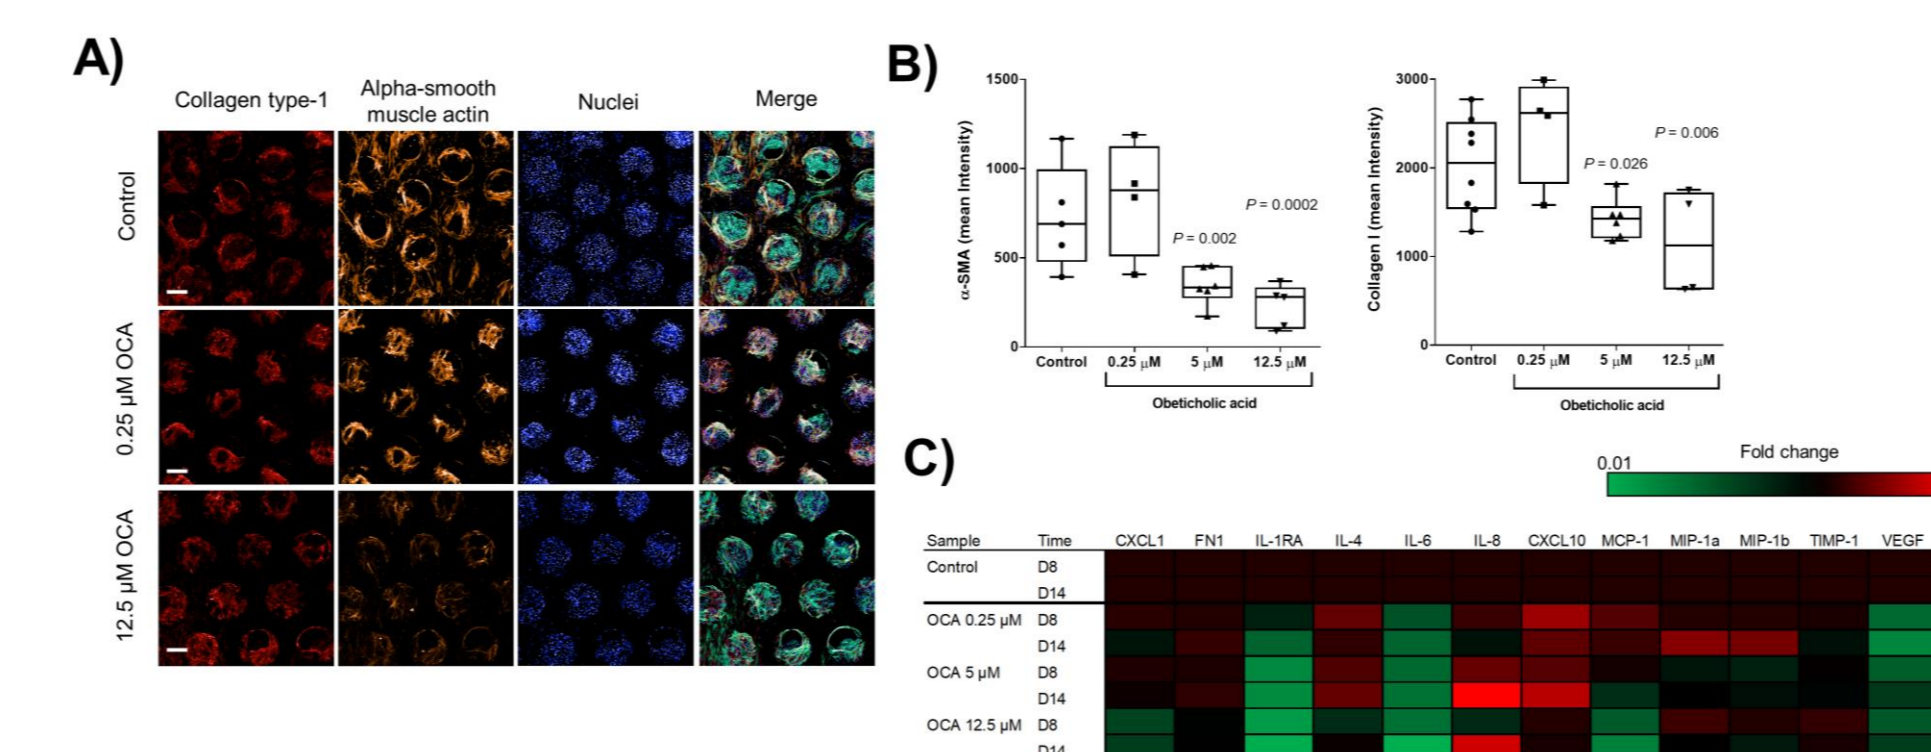 A)
Collagen type-1
Alpha-smooth
muscle actin
Nuclei
Merge
Control
0.25 µM OCA
12.5 µM OCA
B)
α-SMA (mean Intensity)
1500
1000
500
0
P = 0.002
P = 0.0002
Control
0.25 µM
5 µM
12.5 µM
Obeticholic acid
Collagen I (mean Intensity)
3000
2000
1000
0
P = 0.026
P = 0.006
Control
0.25 µM
5 µM
12.5 µM
Obeticholic acid
C)
Fold change
0.01
Sample Time CXCL1 FN1 IL-1RA IL-4 IL-6 IL-8 CXCL10 MCP-1 MIP-1a MIP-1b TIMP-1 VEGF
Control D8
D14
OCA 0.25 µM D8
D14
OCA 5 µM D8
D14
OCA 12.5 µM D8
D14